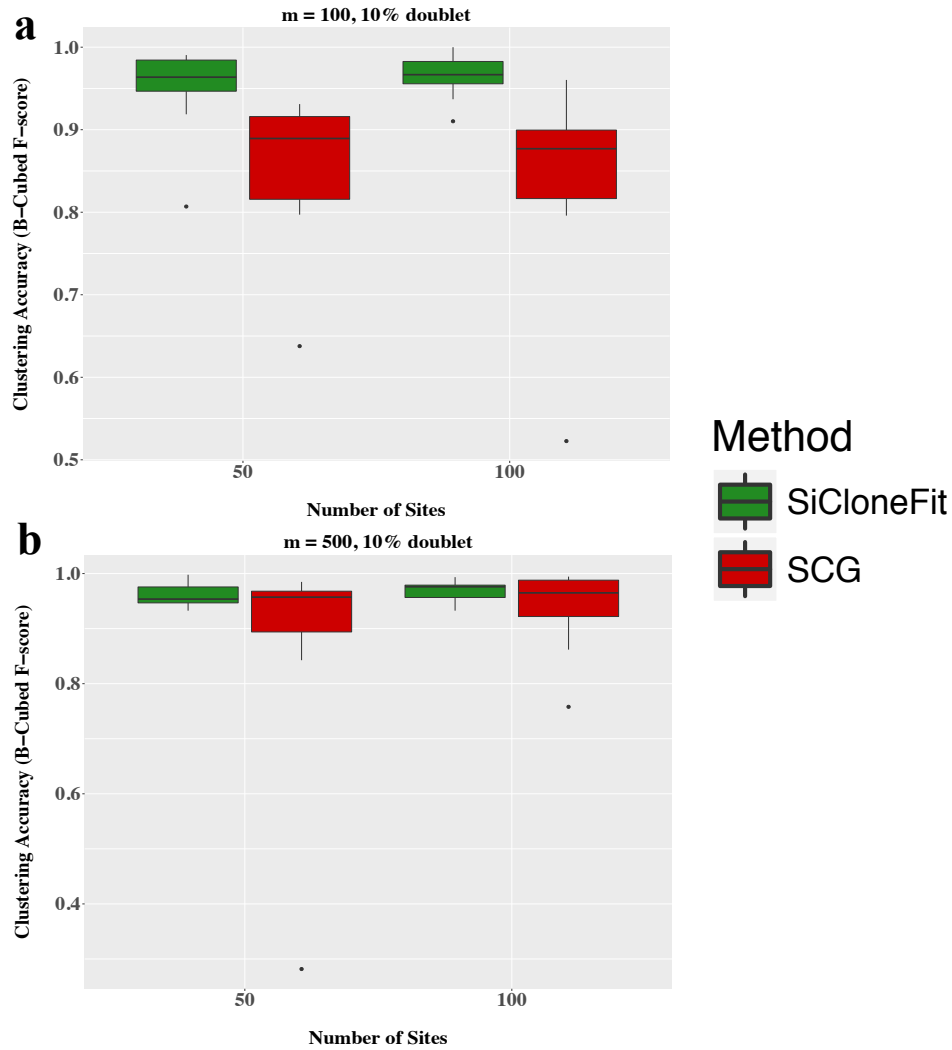 a
m = 100, 10% doublet
Clustering Accuracy (B−Cubed F−score)
1.0
0.9
0.8
0.7
0.6
0.5
50
100
Number of Sites
b
m = 500, 10% doublet
Clustering Accuracy (B−Cubed F−score)
1.0
0.8
0.6
0.4
50
100
Number of Sites
Method
SiCloneFit
SCG